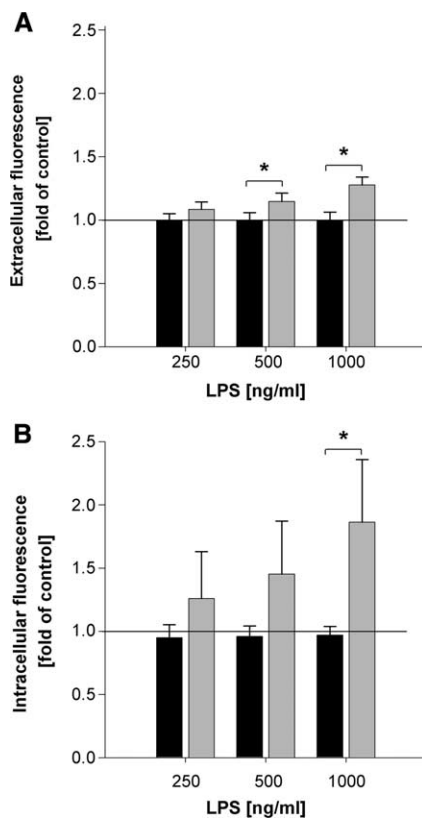 A
Extracellular fluorescence
[fold of control]
2.5
2.0
1.5
1.0
0.5
0.0
*
*
250 500 1000
LPS [ng/ml]
B
Intracellular fluorescence
[fold of control]
2.5
2.0
1.5
1.0
0.5
0.0
*
250 500 1000
LPS [ng/ml]